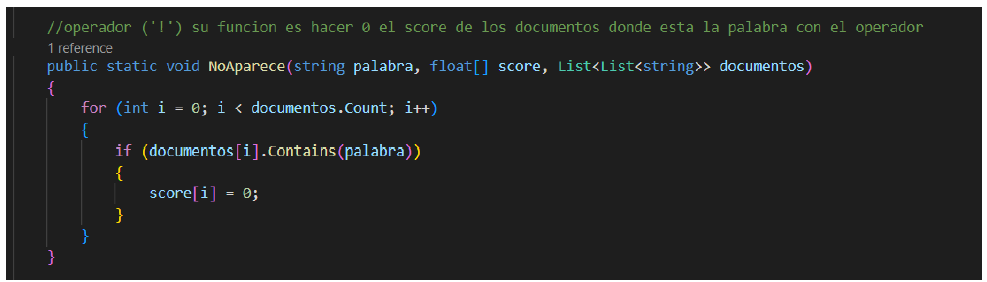 //operador ('!') su funcion es hacer 0 el score de los documentos donde esta la palabra con el operador
1 reference
public static void NoAparece(string palabra, float[] score, List<List<string>> documentos)
{
for (int i = 0; i < documentos.Count; i++)
{
if (documentos[i].Contains(palabra))
{
score[i] = 0;
}
}
}